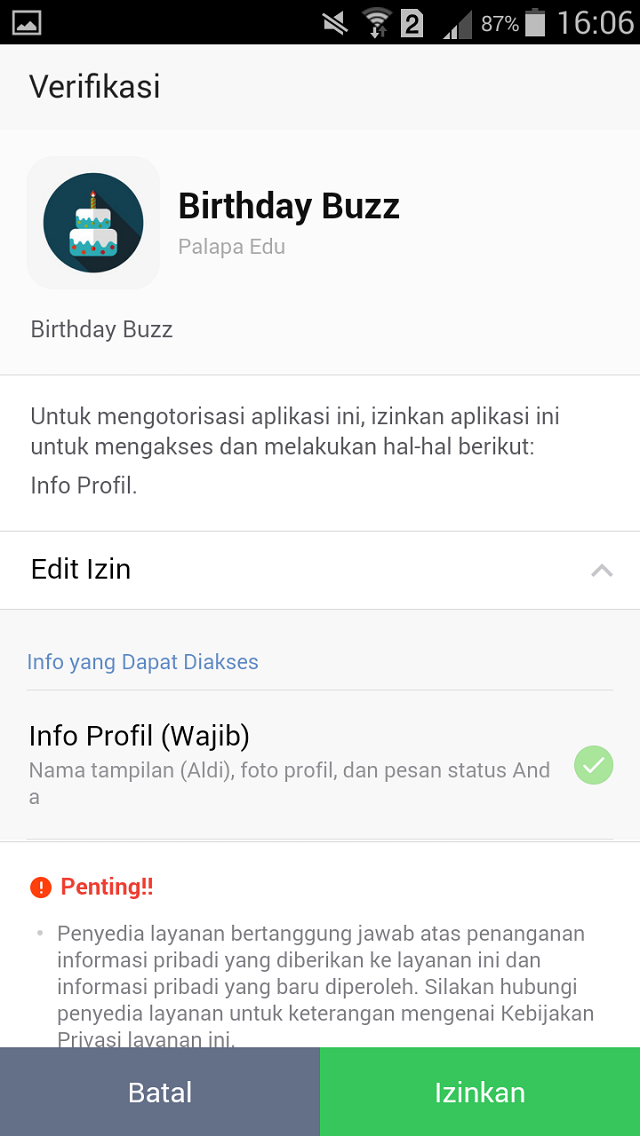 2 87% 16:06
Verifikasi
Birthday Buzz
Palapa Edu
Birthday Buzz
Untuk mengotorisasi aplikasi ini, izinkan aplikasi ini
untuk mengakses dan melakukan hal-hal berikut:
Info Profil.
Edit Izin
Info yang Dapat Diakses
Info Profil (Wajib)
Nama tampilan (Aldi), foto profil, dan pesan status And
a
Penting!!
• Penyedia layanan bertanggung jawab atas penanganan
informasi pribadi yang diberikan ke layanan ini dan
informasi pribadi yang baru diperoleh. Silakan hubungi
penyedia layanan untuk keterangan mengenai Kebijakan
Privasi layanan ini.
Batal
Izinkan